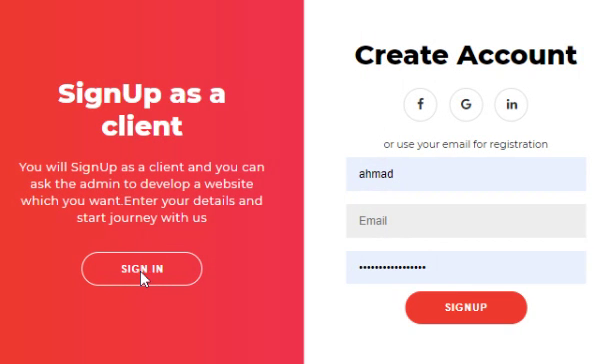 SignUp as a
client
You will SignUp as a client and you can
ask the admin to develop a website
which you want.Enter your details and
start journey with us
SIGN IN
Create Account
f G in
or use your email for registration
ahmad
Email
•••••••••••••••••
SIGNUP